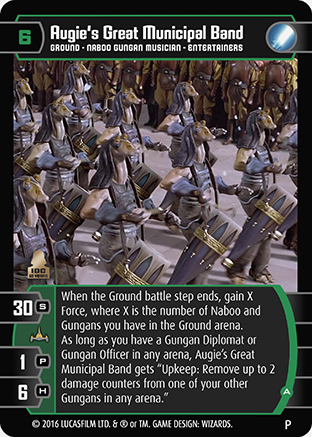 6
Augie's Great Municipal Band
GROUND - NABOO GUNGAN MUSICIAN - ENTERTAINERS
100
30 S
1 P
6 H
When the Ground battle step ends, gain X
Force, where X is the number of Naboo and
Gungans you have in the Ground arena.
As long as you have a Gungan Diplomat or
Gungan Officer in any arena, Augie's Great
Municipal Band gets "Upkeep: Remove up to 2
damage counters from one of your other
Gungans in any arena."
A
© 2016 LUCASFILM LTD. & ® or TM. GAME DESIGN: WIZARDS.
P